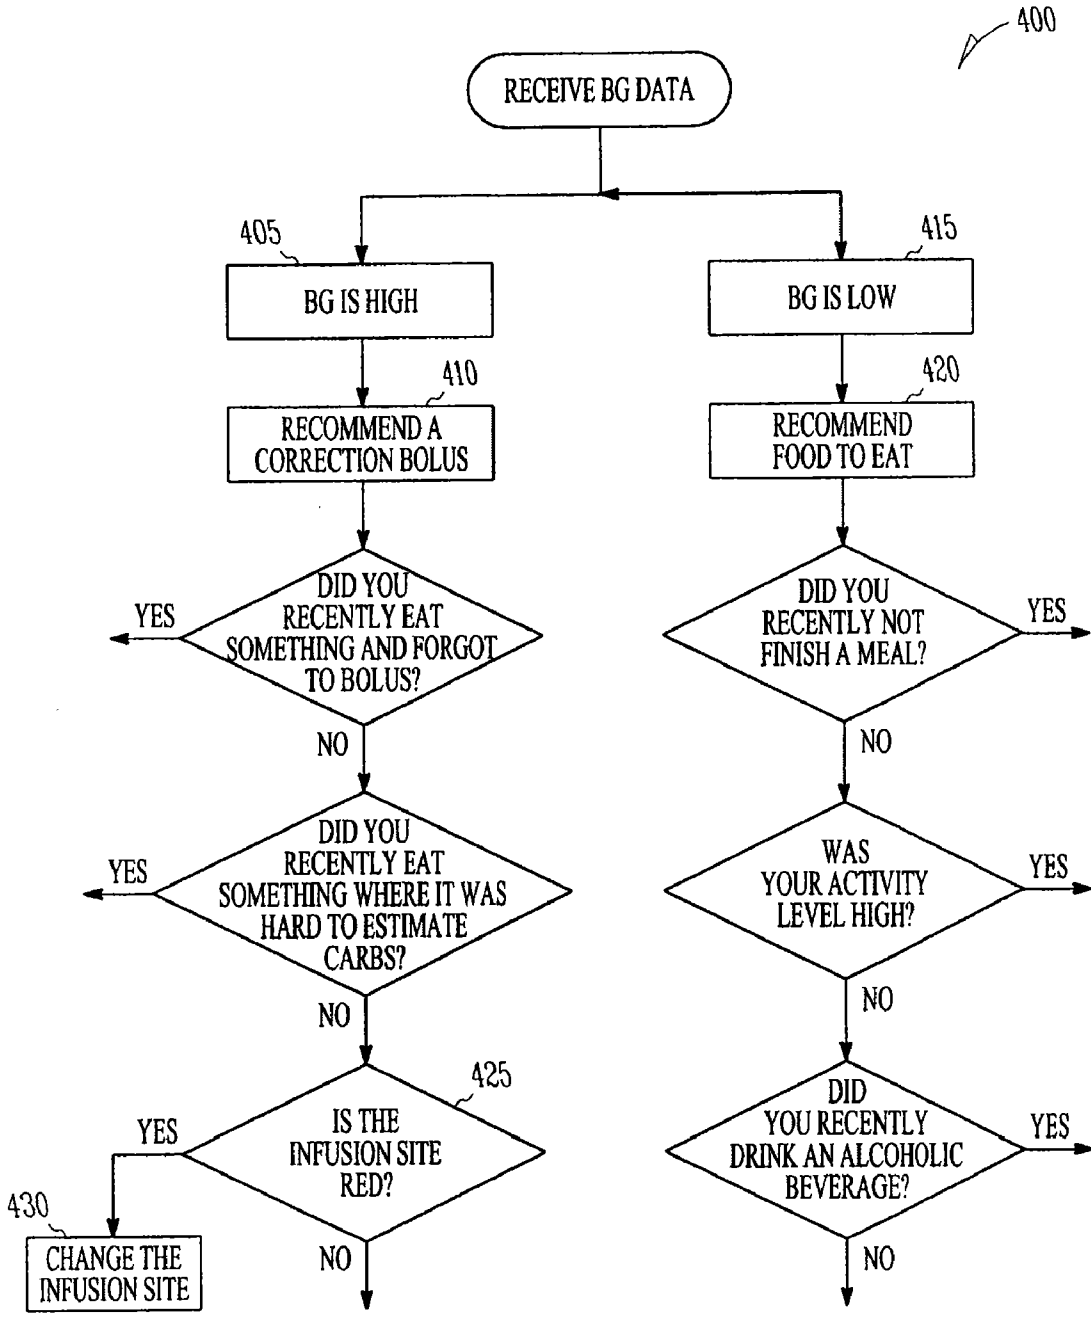 400
RECEIVE BG DATA
405
BG IS HIGH
410
RECOMMEND A
CORRECTION BOLUS
DID YOU
RECENTLY EAT
SOMETHING AND FORGOT
TO BOLUS?
YES
NO
DID YOU
RECENTLY EAT
SOMETHING WHERE IT WAS
HARD TO ESTIMATE
CARBS?
YES
NO
425
IS THE
INFUSION SITE
RED?
YES
NO
430
CHANGE THE
INFUSION SITE
415
BG IS LOW
420
RECOMMEND
FOOD TO EAT
DID YOU
RECENTLY NOT
FINISH A MEAL?
YES
NO
WAS
YOUR ACTIVITY
LEVEL HIGH?
YES
NO
DID
YOU RECENTLY
DRINK AN ALCOHOLIC
BEVERAGE?
YES
NO